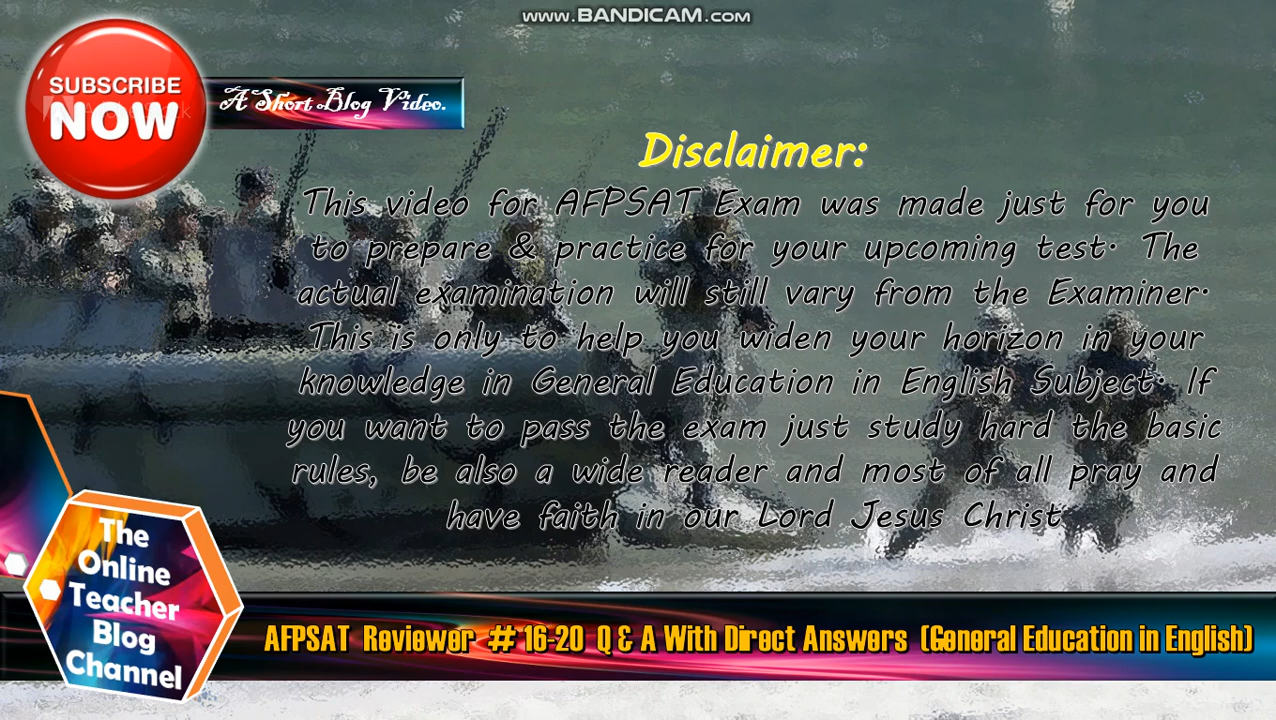 www.BANDICAM.com
SUBSCRIBE
NOW
A Short Blog Video.
Disclaimer:
This video for AFPSAT Exam was made just for you
to prepare & practice for your upcoming test. The
actual examination will still vary from the Examiner.
This is only to help you widen your horizon in your
knowledge in General Education in English Subject. If
you want to pass the exam just study hard the basic
rules, be also a wide reader and most of all pray and
have faith in our Lord Jesus Christ.
The
Online
Teacher
Blog
Channel
AFPSAT Reviewer # 16-20 Q & A With Direct Answers (General Education in English)